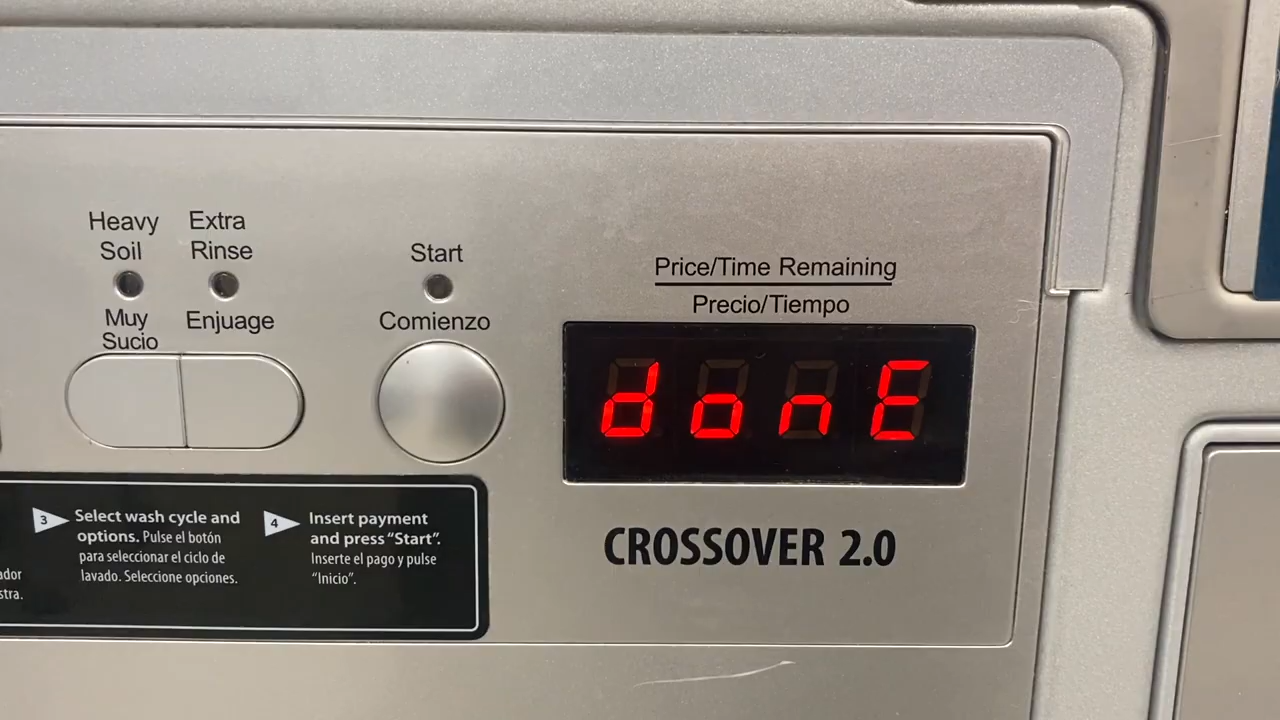 Heavy
Soil
Muy
Sucio
Extra
Rinse
Enjuage
Start
Comienzo
Price/Time Remaining
Precio/Tiempo
donE
CROSSOVER 2.0
ador
stra.
3
Select wash cycle and
options. Pulse el botón
para seleccionar el ciclo de
lavado. Seleccione opciones.
4
Insert payment
and press "Start".
Inserte el pago y pulse
"Inicio".